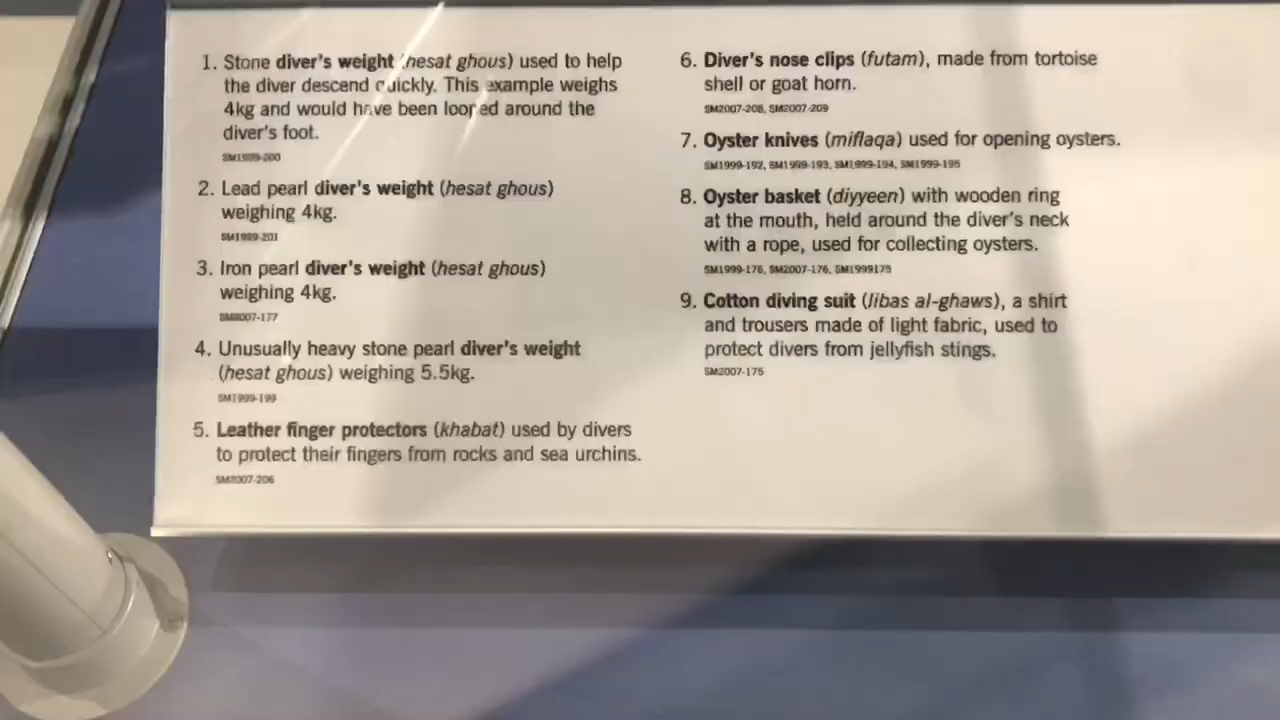 1. Stone diver's weight (hesat ghous) used to help
the diver descend quickly. This example weighs
4kg and would have been looped around the
diver's foot.
SM1999-200
2. Lead pearl diver's weight (hesat ghous)
weighing 4kg.
SM1999-201
3. Iron pearl diver's weight (hesat ghous)
weighing 4kg.
SM2007-177
4. Unusually heavy stone pearl diver's weight
(hesat ghous) weighing 5.5kg.
SM1999-199
5. Leather finger protectors (khabat) used by divers
to protect their fingers from rocks and sea urchins.
SM2007-206
6. Diver's nose clips (futam), made from tortoise
shell or goat horn.
SM2007-208, SM2007-209
7. Oyster knives (miflaqa) used for opening oysters.
SM1999-192, SM1999-193, SM1999-194, SM1999-195
8. Oyster basket (diyyeen) with wooden ring
at the mouth, held around the diver's neck
with a rope, used for collecting oysters.
SM1999-176, SM2007-176, SM1999175
9. Cotton diving suit (libas al-ghaws), a shirt
and trousers made of light fabric, used to
protect divers from jellyfish stings.
SM2007-175